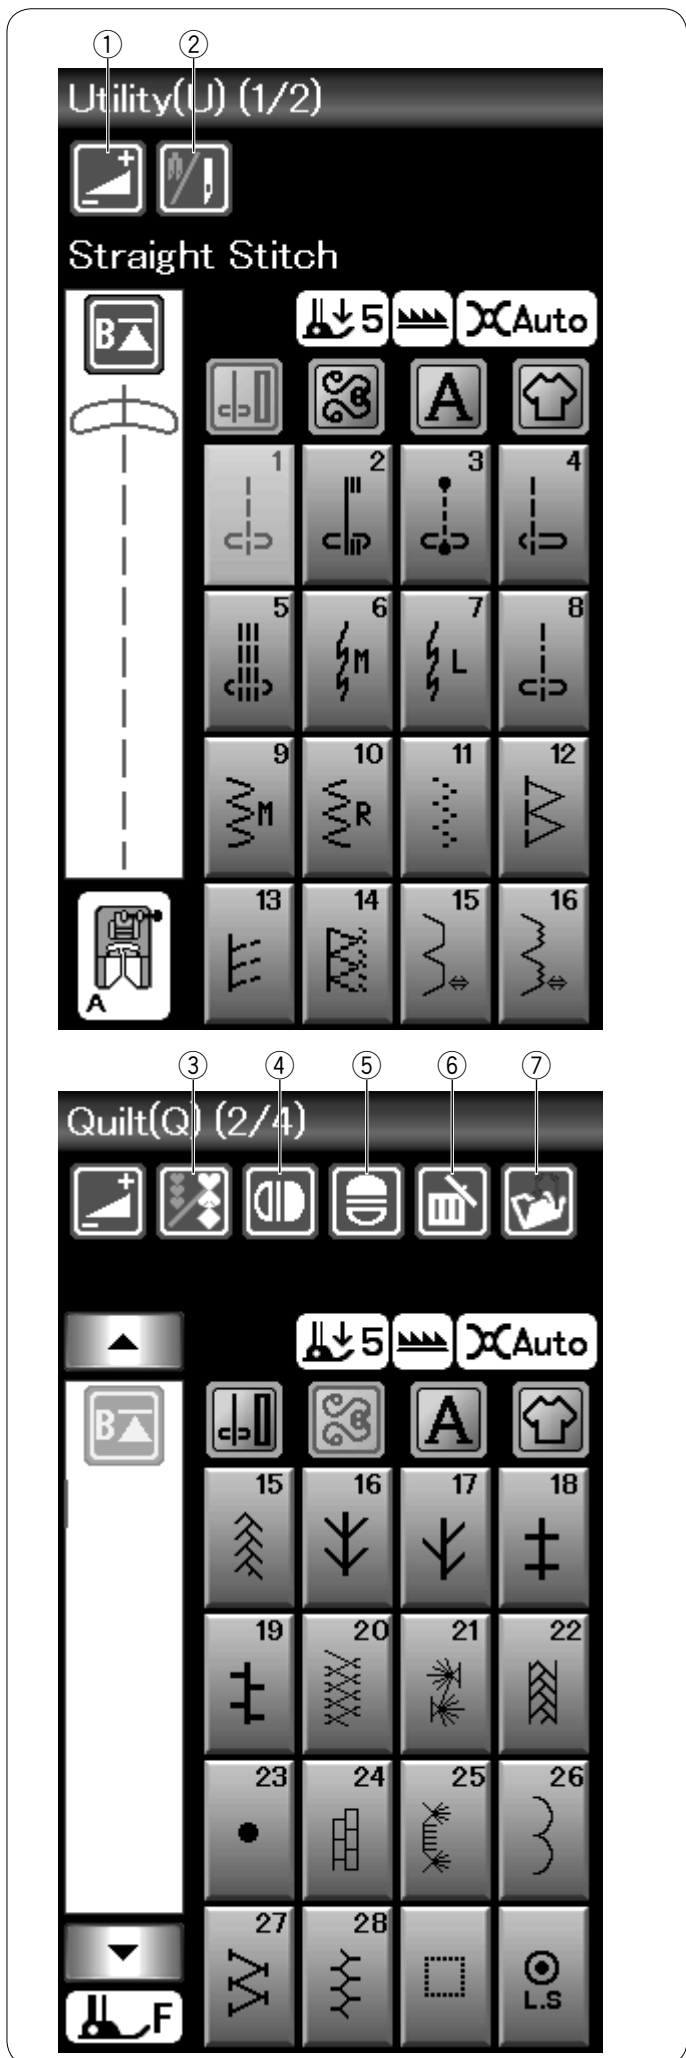 ① ②
Utility(U) (1/2)
Straight Stitch
B 5 Auto
A
1 2 3 4
5 6 M 7 L 8
9 M 10 R 11 12
13 14 15 16
A
③ ④ ⑤ ⑥ ⑦
Quilt(Q) (2/4)
5 Auto
B A
15 16 17 18
19 20 21 22
23 24 25 26
27 28 L.S
F